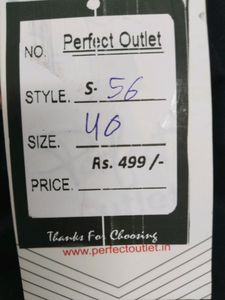 NO. Perfect Outlet
STYLE. S- 56
SIZE. 40
Rs. 499 /-
PRICE.
Thanks For Choosing
www.perfectoutlet.in